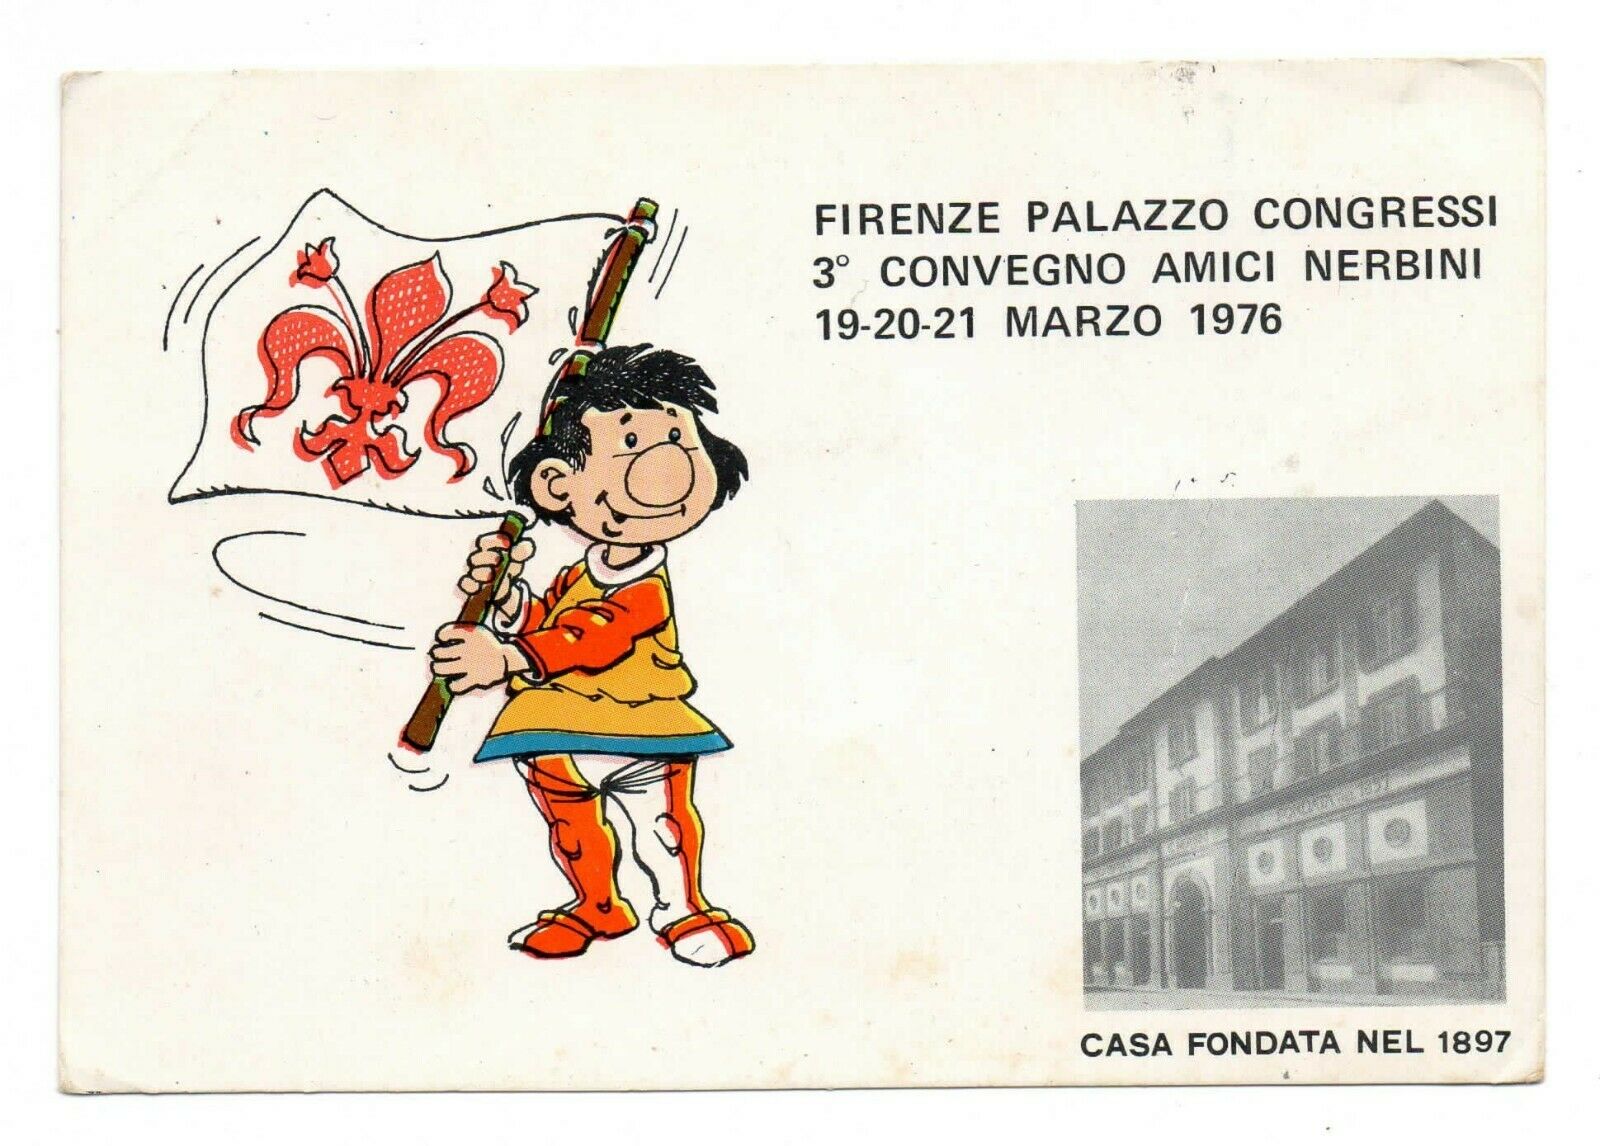 FIRENZE PALAZZO CONGRESSI
3° CONVEGNO AMICI NERBINI
19-20-21 MARZO 1976
CASA FONDATA NEL 1897